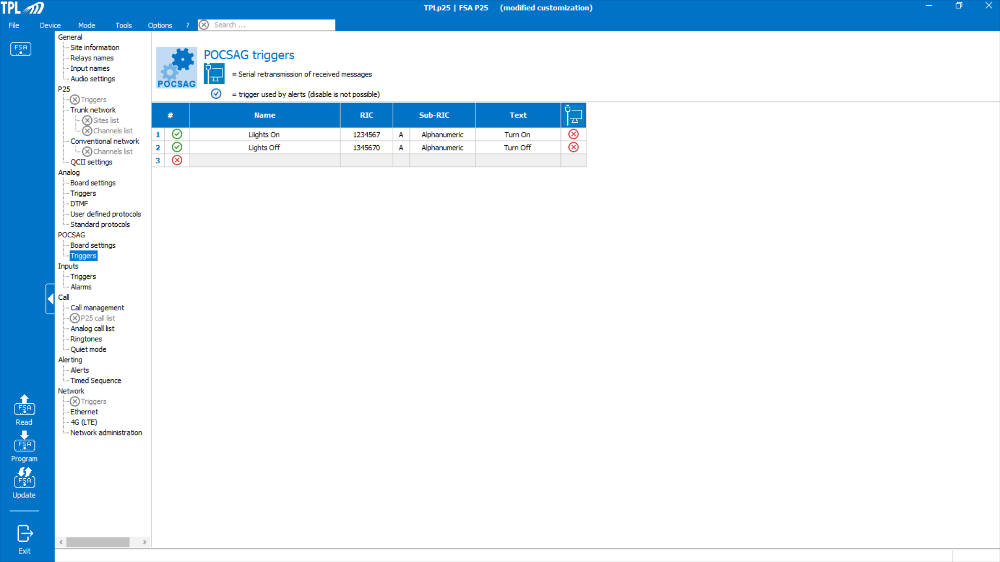 TPL
TPLp25 | FSA P25 (modified customization)
File Device Mode Tools Options ? Search ...
FSA
General
Site information
Relays names
Input names
Audio settings
P25
Triggers
Trunk network
Sites list
Channels list
Conventional network
Channels list
QCII settings
Analog
Board settings
Triggers
DTMF
User defined protocols
Standard protocols
POCSAG
Board settings
Triggers
Inputs
Triggers
Alarms
Call
Call management
P25 call list
Analog call list
Ringtones
Quiet mode
Alerting
Alerts
Timed Sequence
Network
Triggers
Ethernet
4G (LTE)
Network administration
FSA
Read
FSA
Program
FSA
Update
Exit
POCSAG
POCSAG triggers
= Serial retransmission of received messages
= trigger used by alerts (disable is not possible)
# Name RIC Sub-RIC Text
1 Liights On 1234567 A Alphanumeric Turn On
2 Lights Off 1345670 A Alphanumeric Turn Off
3